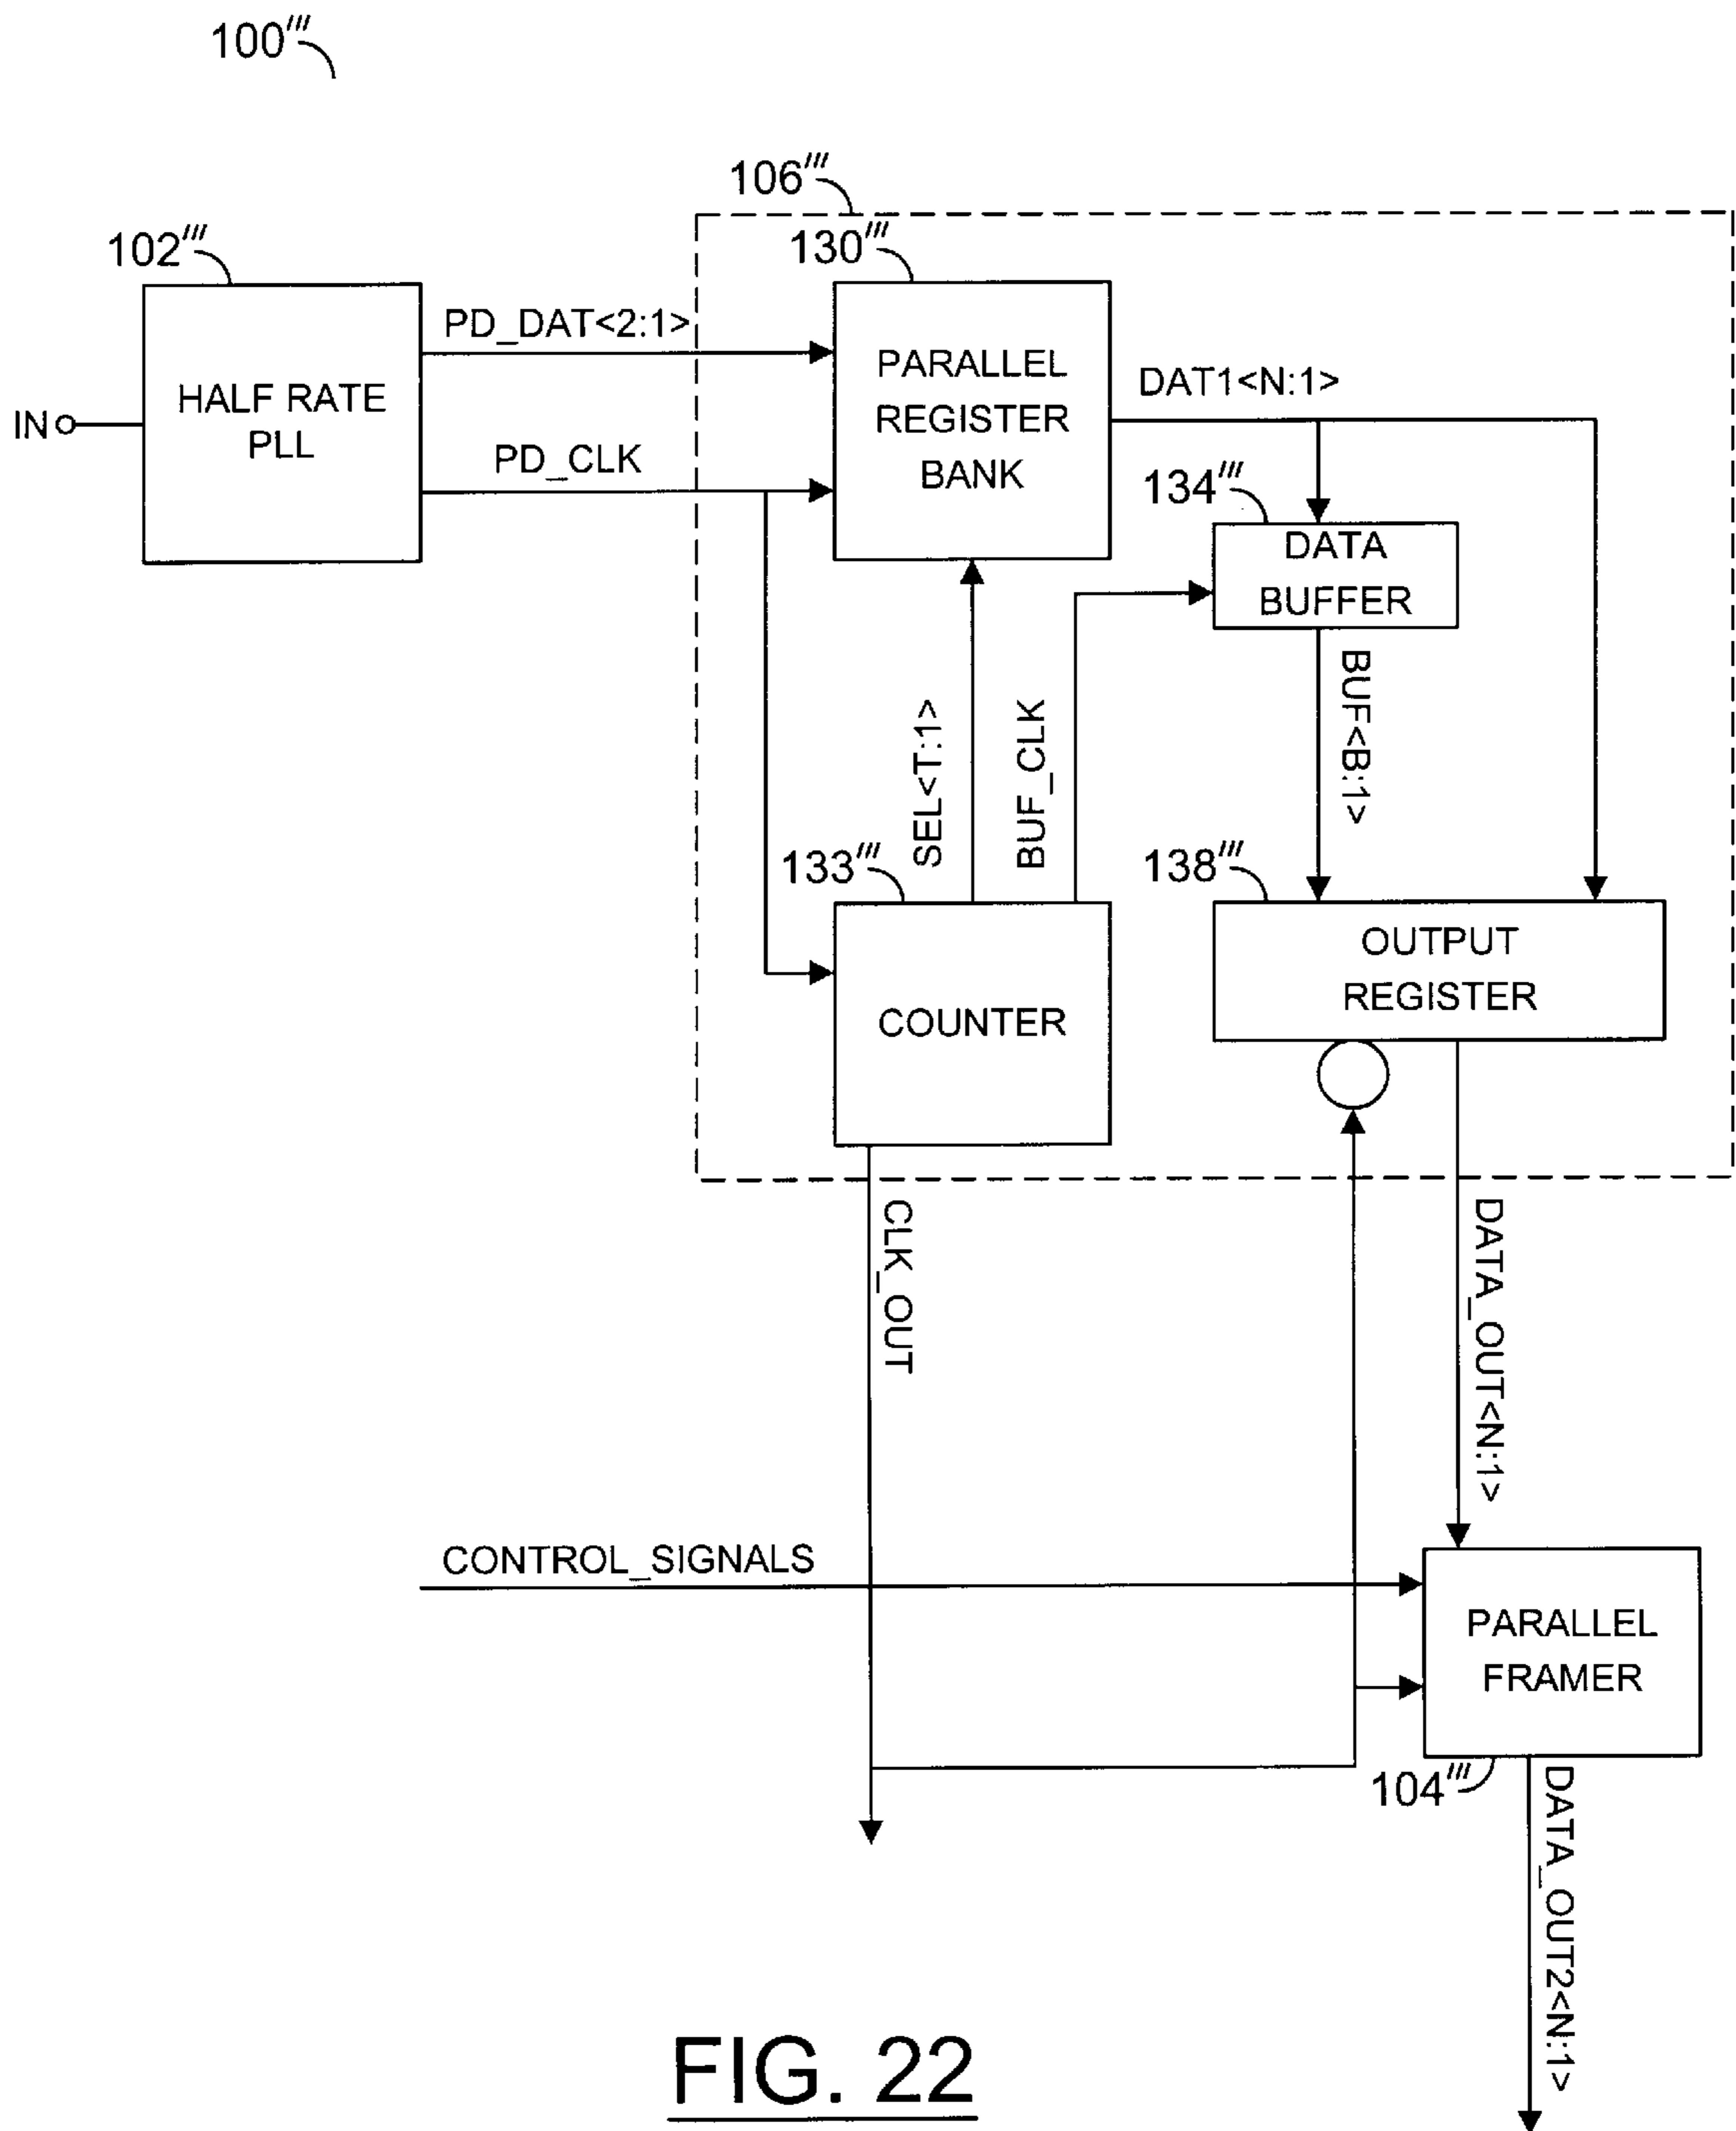 100'''
106'''
102'''
130'''
PD_DAT<2:1>
HALF RATE
PLL
IN
PD_CLK
PARALLEL
REGISTER
BANK
DAT1<N:1>
134'''
DATA
BUFFER
SEL<T:1>
BUF_CLK
BUF<B:1>
133'''
138'''
COUNTER
OUTPUT
REGISTER
CLK_OUT
DATA_OUT<N:1>
CONTROL_SIGNALS
PARALLEL
FRAMER
104'''
DATA_OUT2<N:1>
FIG. 22